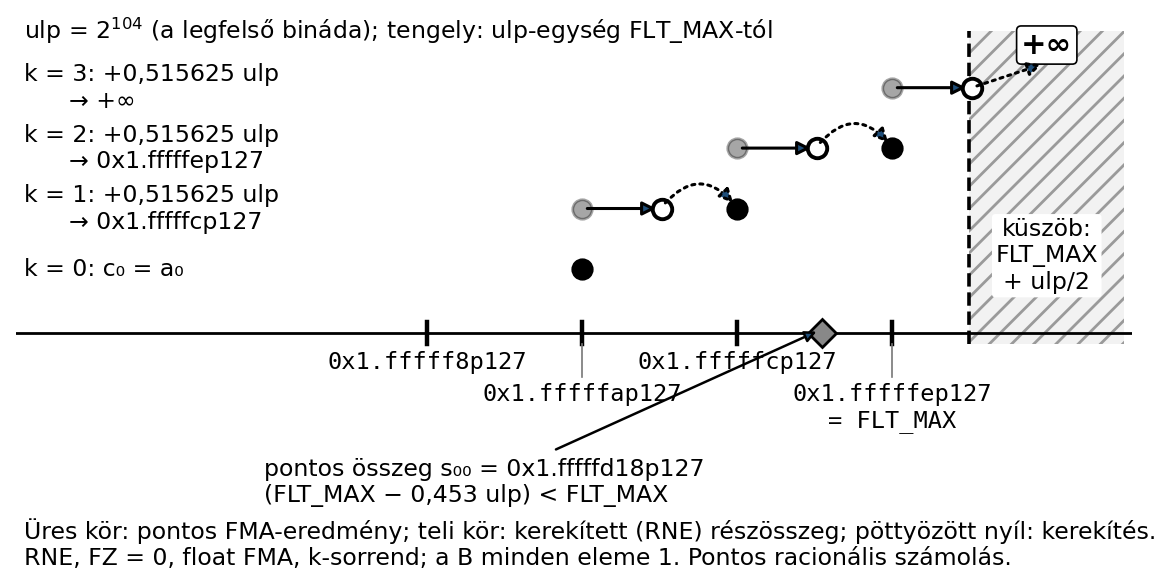 ulp = 2¹⁰⁴ (a legfelső bináda); tengely: ulp-egység FLT_MAX-tól
+∞
k = 3: +0,515625 ulp
→ +∞
k = 2: +0,515625 ulp
→ 0x1.fffffep127
k = 1: +0,515625 ulp
→ 0x1.fffffcp127
k = 0: c₀ = a₀
küszöb:
FLT_MAX
+ ulp/2
0x1.fffff8p127
0x1.fffffcp127
0x1.fffffap127
0x1.fffffep127
= FLT_MAX
pontos összeg s₀₀ = 0x1.fffffd18p127
(FLT_MAX − 0,453 ulp) < FLT_MAX
Üres kör: pontos FMA-eredmény; teli kör: kerekített (RNE) részösszeg; pöttyözött nyíl: kerekítés.
RNE, FZ = 0, float FMA, k-sorrend; a B minden eleme 1. Pontos racionális számolás.